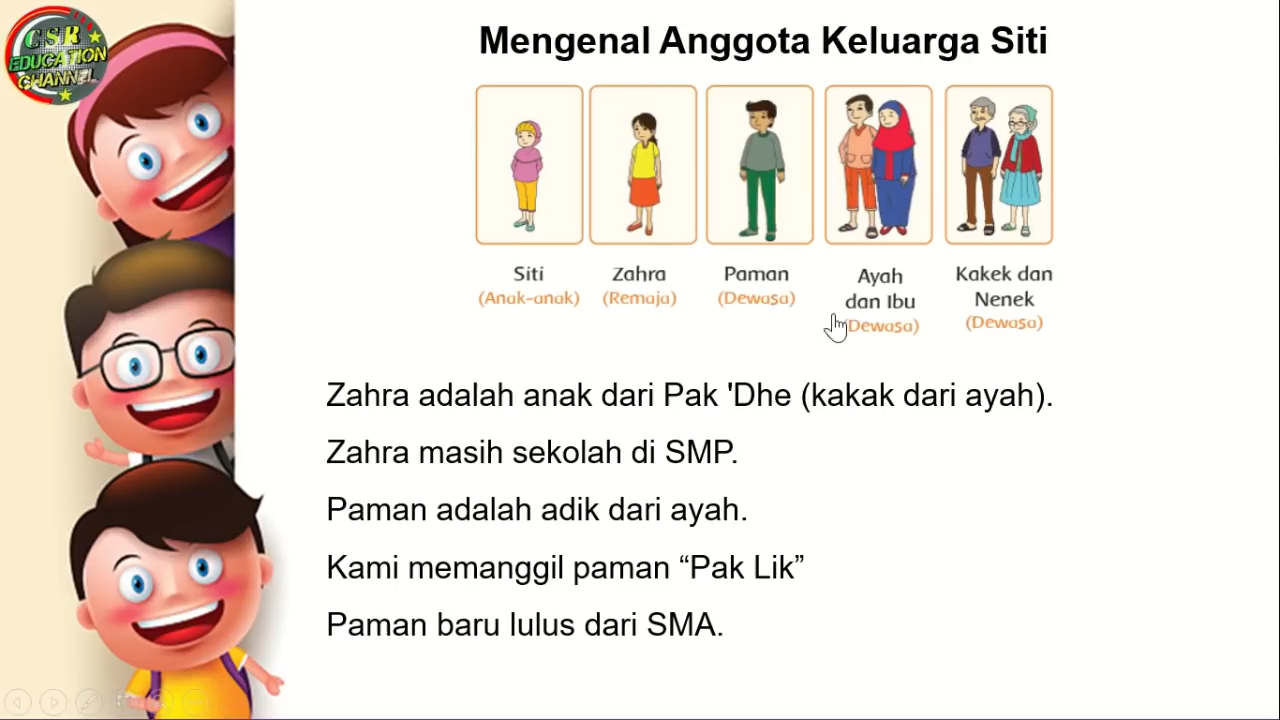 CSR
EDUCATION
CHANNEL
Mengenal Anggota Keluarga Siti
Siti
(Anak-anak)
Zahra
(Remaja)
Paman
(Dewasa)
Ayah
dan Ibu
(Dewasa)
Kakek dan
Nenek
(Dewasa)
Zahra adalah anak dari Pak 'Dhe (kakak dari ayah).
Zahra masih sekolah di SMP.
Paman adalah adik dari ayah.
Kami memanggil paman “Pak Lik”
Paman baru lulus dari SMA.